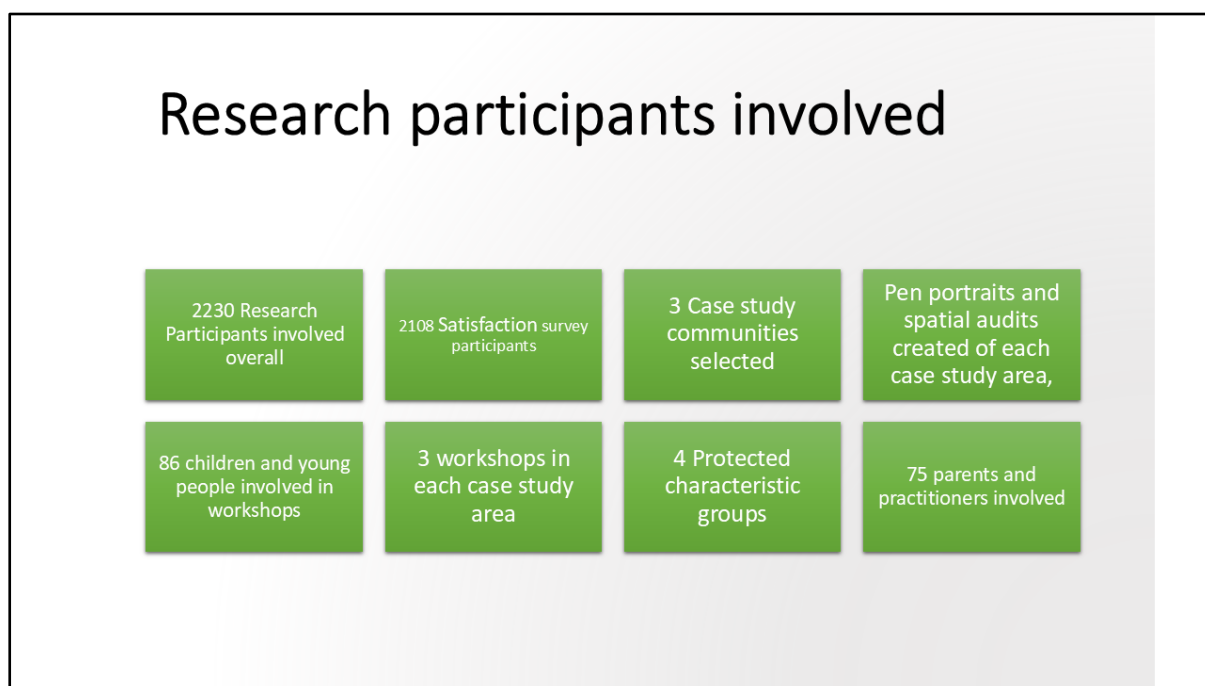 Research participants involved
2230 Research
Participants involved
overall
2108 Satisfaction survey
participants
3 Case study
communities
selected
Pen portraits and
spatial audits
created of each
case study area,
86 children and young
people involved in
workshops
3 workshops in
each case study
area
4 Protected
characteristic
groups
75 parents and
practitioners involved